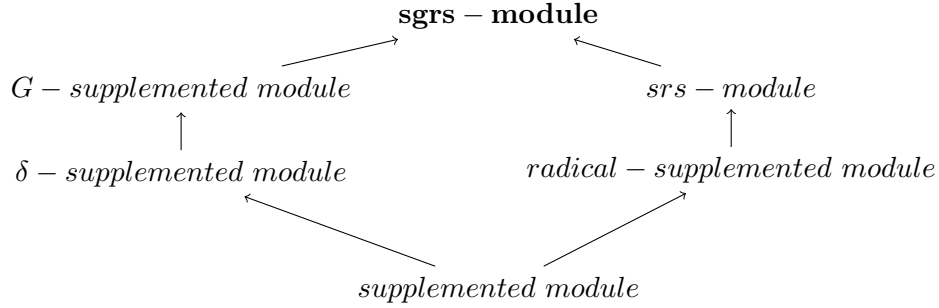 sgrs – module
G – supplemented module
srs – module
δ – supplemented module
radical – supplemented module
supplemented module